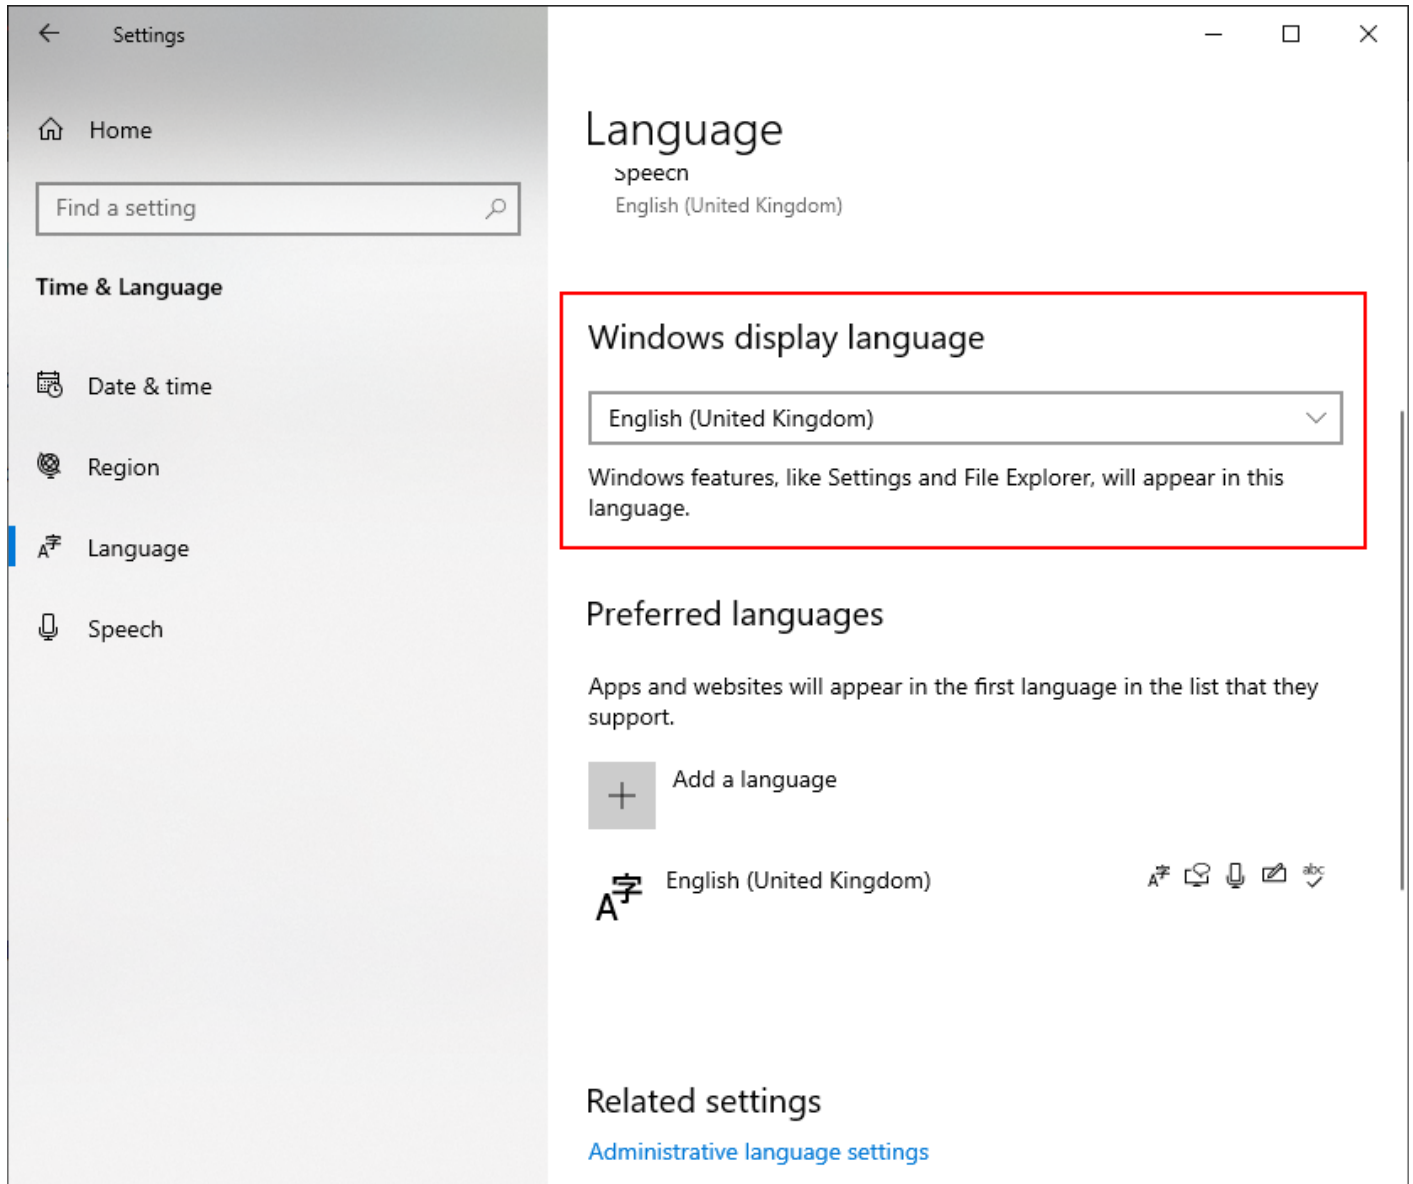 Settings
Home
Find a setting
Time & Language
Date & time
Region
Language
Speech
Language
Speech
English (United Kingdom)
Windows display language
English (United Kingdom)
Windows features, like Settings and File Explorer, will appear in this
language.
Preferred languages
Apps and websites will appear in the first language in the list that they
support.
Add a language
A字
English (United Kingdom)
abc
Related settings
Administrative language settings